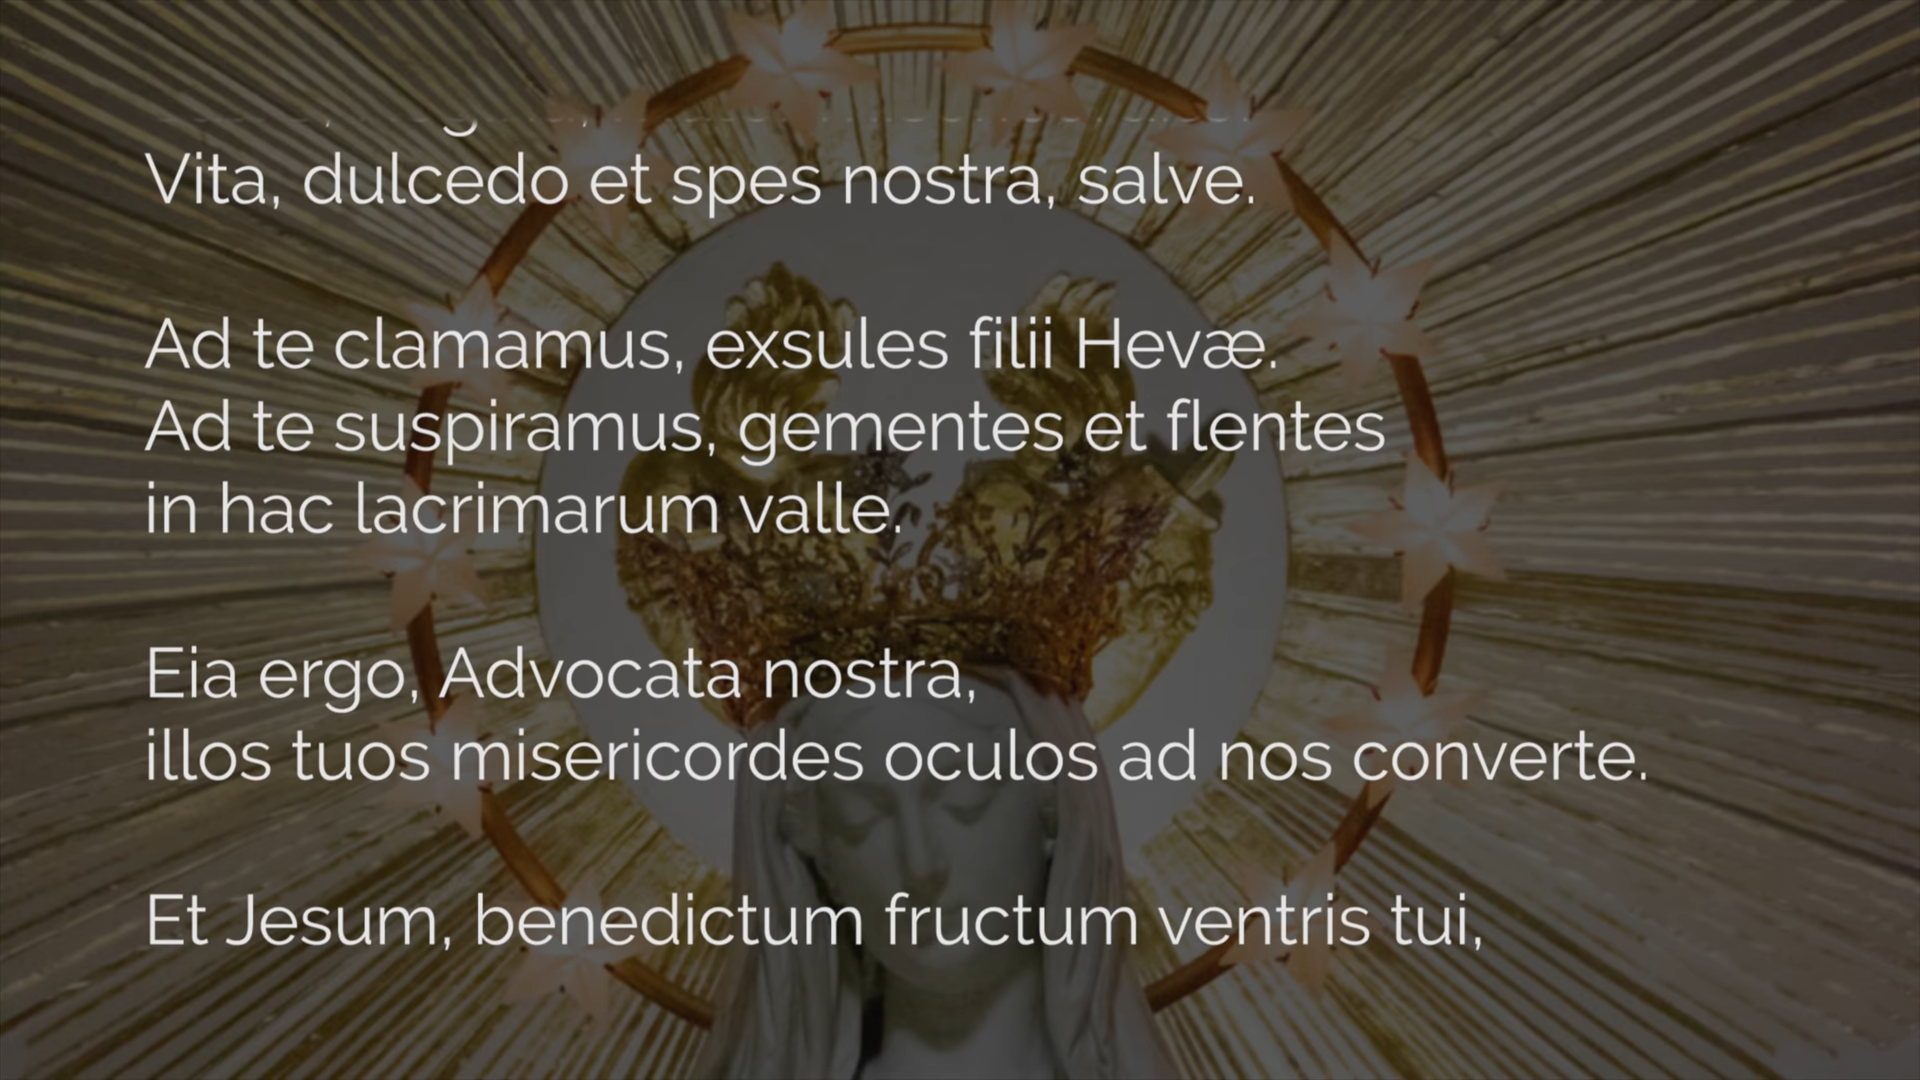 Vita, dulcedo et spes nostra, salve.
Ad te clamamus, exsules filii Hevæ.
Ad te suspiramus, gementes et flentes
in hac lacrimarum valle.
Eia ergo, Advocata nostra,
illos tuos misericordes oculos ad nos converte.
Et Jesum, benedictum fructum ventris tui,